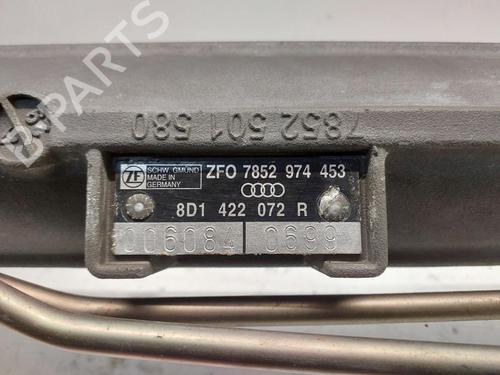 7852 501 580
ZF
SCHW. GMÜND
MADE IN
GERMANY
ZFO 7852 974 453
8D1 422 072 R
006084 0699
B-PARTS